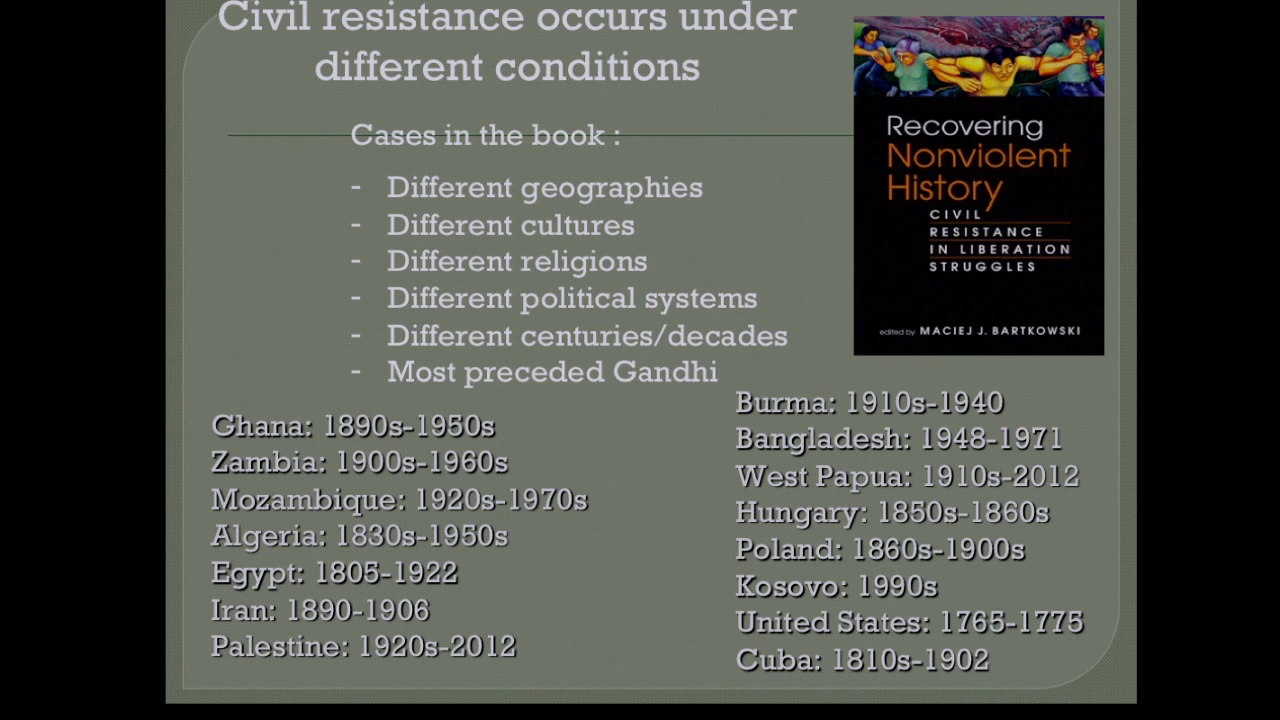 Civil resistance occurs under
different conditions
Cases in the book :
- Different geographies
- Different cultures
- Different religions
- Different political systems
- Different centuries/decades
- Most preceded Gandhi
Recovering
Nonviolent
History
CIVIL
RESISTANCE
IN LIBERATION
STRUGGLES
edited by MACIEJ J. BARTKOWSKI
Ghana: 1890s-1950s
Zambia: 1900s-1960s
Mozambique: 1920s-1970s
Algeria: 1830s-1950s
Egypt: 1805-1922
Iran: 1890-1906
Palestine: 1920s-2012
Burma: 1910s-1940
Bangladesh: 1948-1971
West Papua: 1910s-2012
Hungary: 1850s-1860s
Poland: 1860s-1900s
Kosovo: 1990s
United States: 1765-1775
Cuba: 1810s-1902